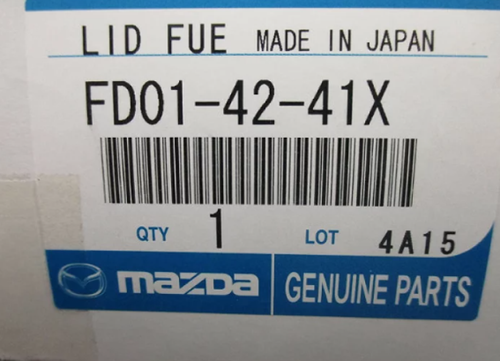 LID FUE MADE IN JAPAN
FD01-42-41X
QTY 1 LOT 4A15
mazda GENUINE PARTS